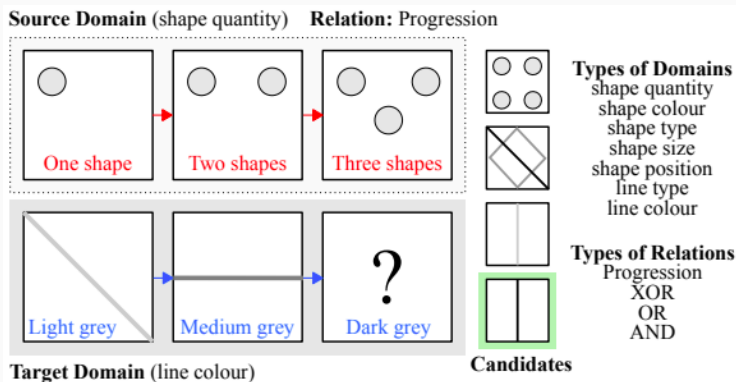 Source Domain (shape quantity) Relation: Progression
One shape
Two shapes
Three shapes
Light grey
Medium grey
?
Dark grey
Target Domain (line colour)
Candidates
Types of Domains
shape quantity
shape colour
shape type
shape size
shape position
line type
line colour
Types of Relations
Progression
XOR
OR
AND